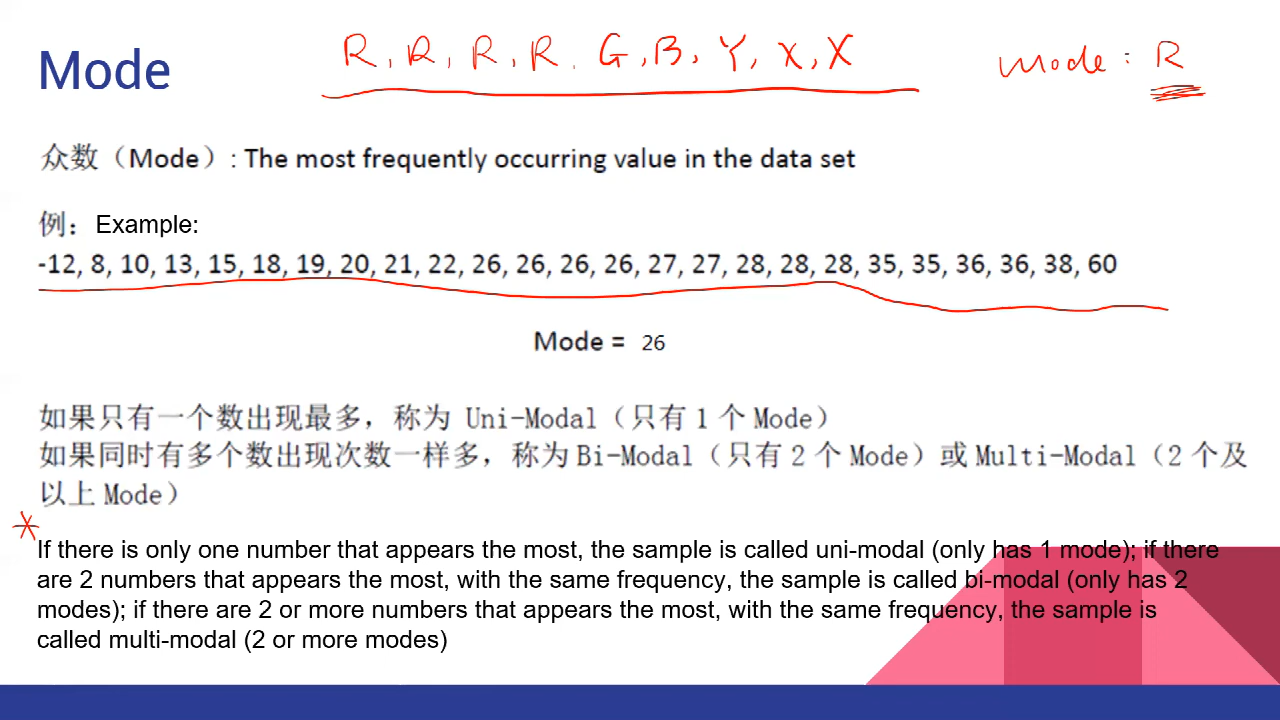 Mode
R, R, R, R, G, B, Y, X, X
mode: R
众数（Mode）: The most frequently occurring value in the data set
例：Example:
-12, 8, 10, 13, 15, 18, 19, 20, 21, 22, 26, 26, 26, 26, 27, 27, 28, 28, 28, 35, 35, 36, 36, 38, 60
Mode = 26
如果只有一个数出现最多，称为 Uni-Modal（只有1个 Mode）
如果同时有多个数出现次数一样多，称为 Bi-Modal（只有2个 Mode）或 Multi-Modal（2个及
以上 Mode）
*
If there is only one number that appears the most, the sample is called uni-modal (only has 1 mode); if there
are 2 numbers that appears the most, with the same frequency, the sample is called bi-modal (only has 2
modes); if there are 2 or more numbers that appears the most, with the same frequency, the sample is
called multi-modal (2 or more modes)